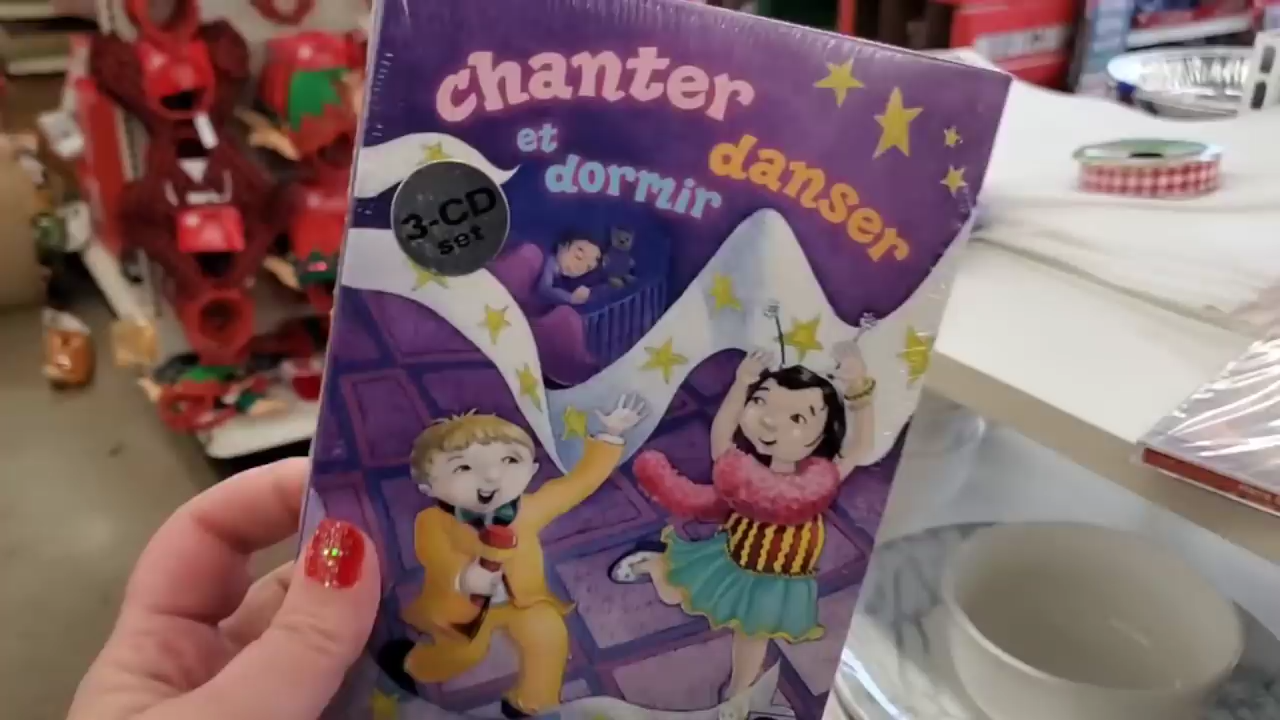 chanter
danser
et
dormir
3-CD
set